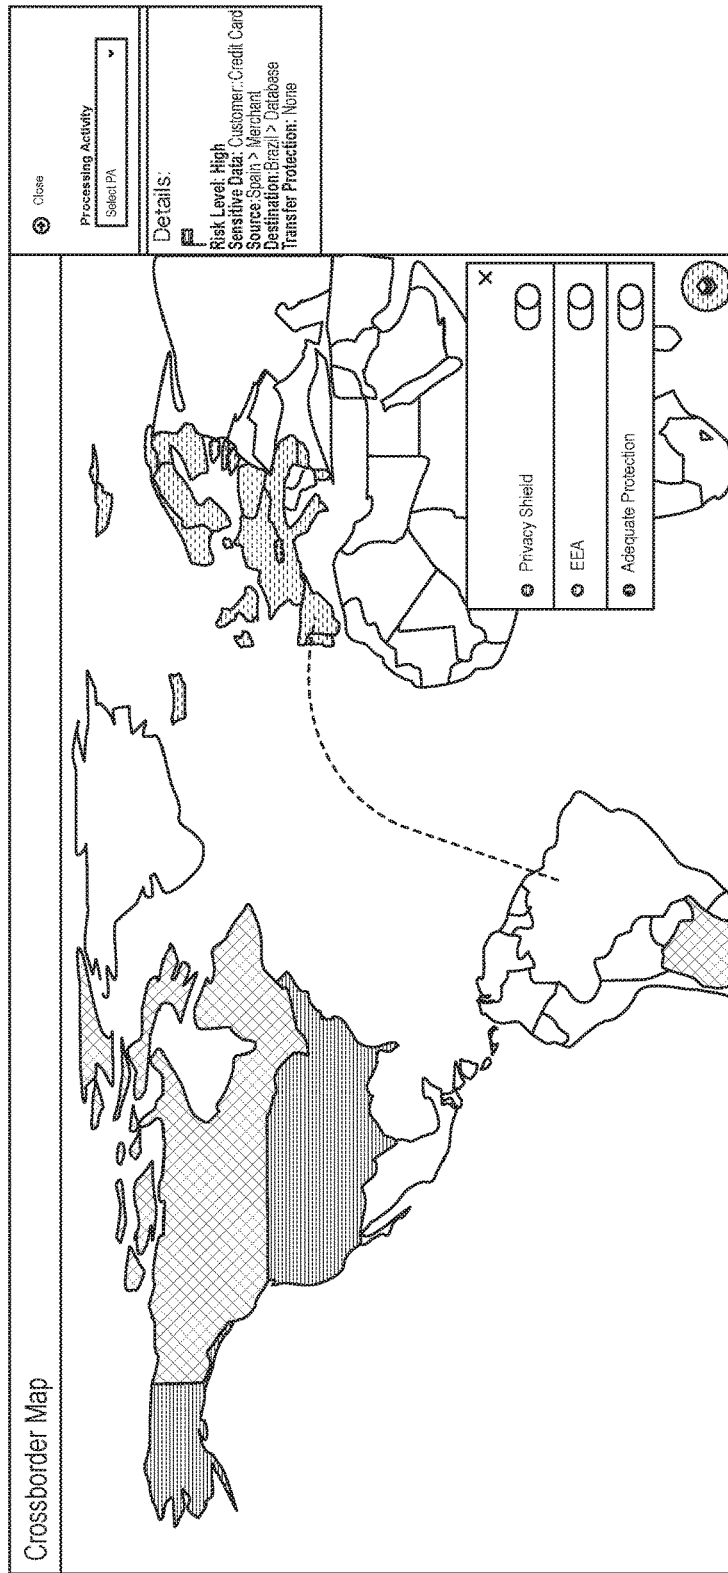 Crossborder Map
Close
Processing Activity
Select PA
Details:
Risk Level: High
Sensitive Data: Customer::Credit Card
Source:Spain > Merchant
Destination:Brazil > Database
Transfer Protection: None
Privacy Shield
EEA
Adequate Protection